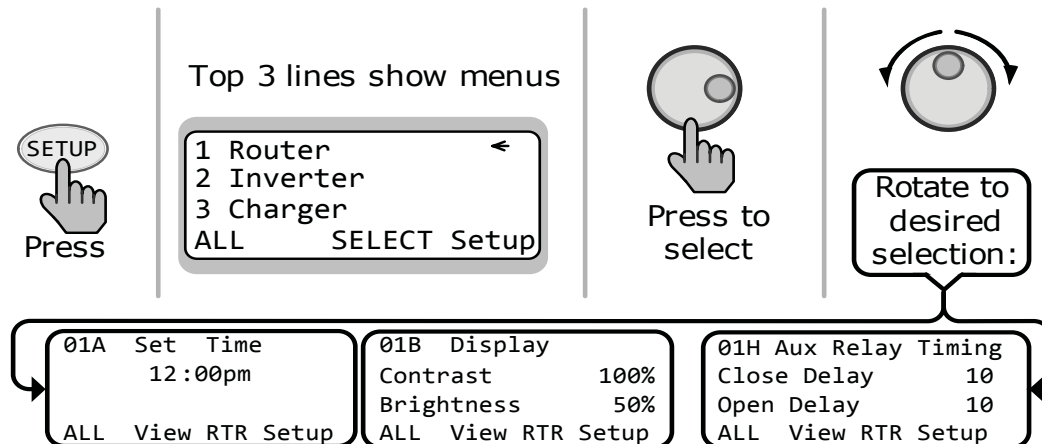 SETUP
Press
Top 3 lines show menus
1 Router
2 Inverter
3 Charger
ALL SELECT Setup
Press to
select
Rotate to
desired
selection:
01A Set Time
12:00pm
ALL View RTR Setup
01B Display
Contrast 100%
Brightness 50%
ALL View RTR Setup
01H Aux Relay Timing
Close Delay 10
Open Delay 10
ALL View RTR Setup